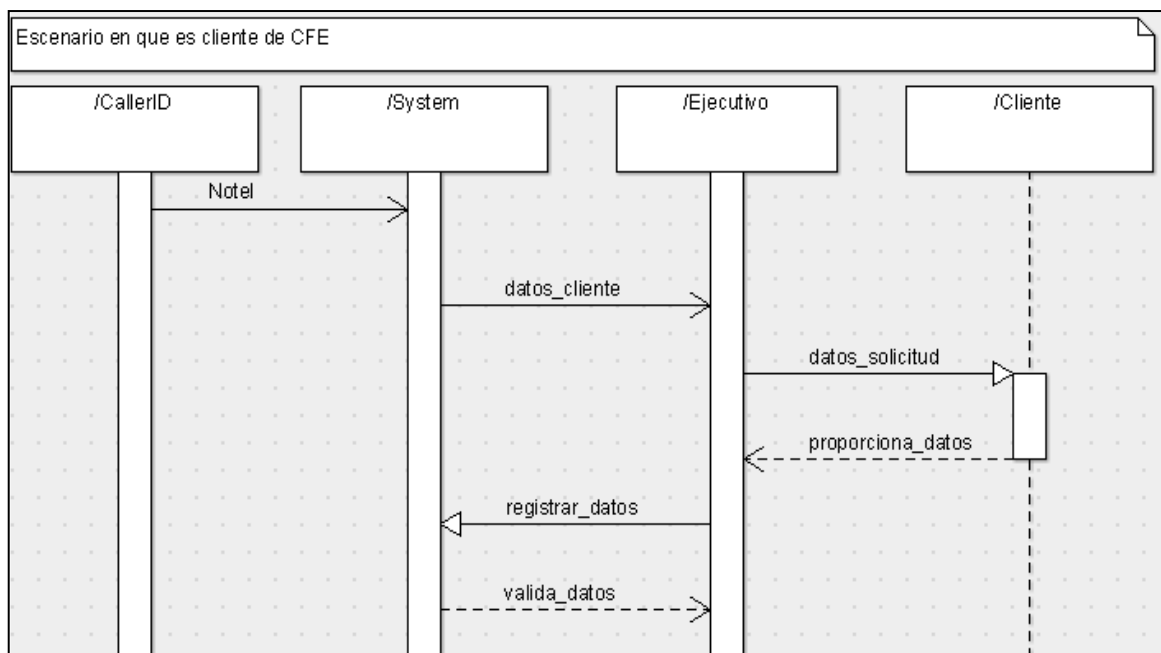 Escenario en que es cliente de CFE
/CallerID
/System
/Ejecutivo
/Cliente
Notel
datos_cliente
datos_solicitud
proporciona_datos
registrar_datos
valida_datos